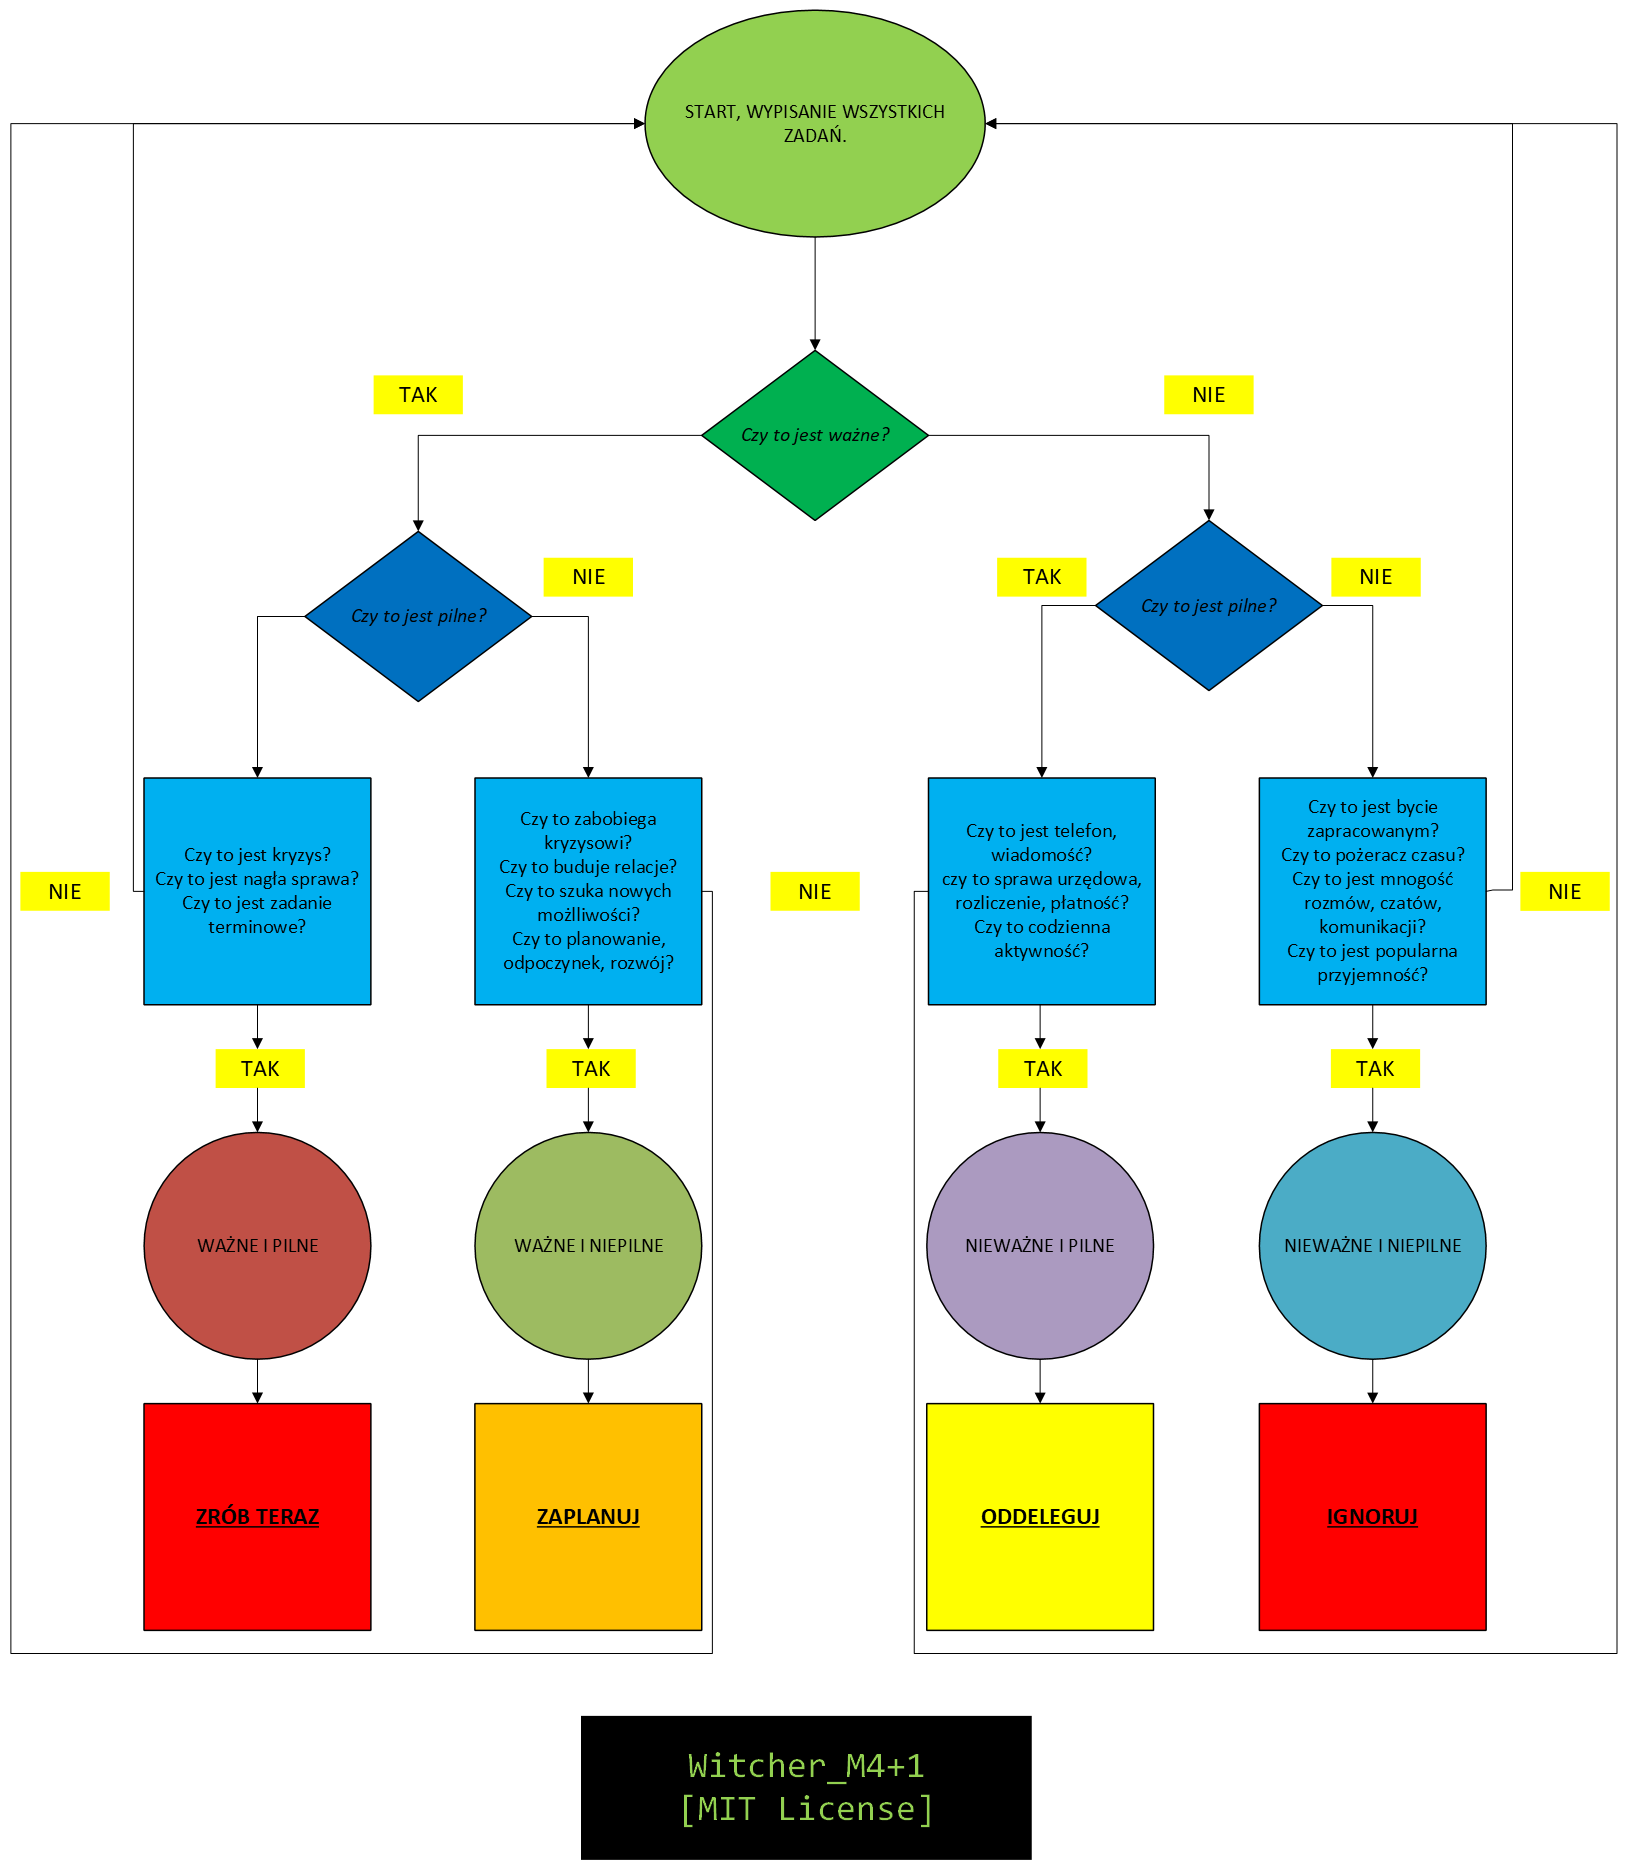 START, WYPISANIE WSZYSTKICH
ZADAŃ.
TAK
NIE
Czy to jest ważne?
NIE
TAK
NIE
Czy to jest pilne?
Czy to jest pilne?
Czy to jest kryzys?
Czy to jest nagła sprawa?
Czy to jest zadanie
terminowe?
Czy to zabobiega
kryzysowi?
Czy to buduje relacje?
Czy to szuka nowych
możlliwości?
Czy to planowanie,
odpoczynek, rozwój?
Czy to jest telefon,
wiadomość?
czy to sprawa urzędowa,
rozliczenie, płatność?
Czy to codzienna
aktywność?
Czy to jest bycie
zapracowanym?
Czy to pożeracz czasu?
Czy to jest mnogość
rozmów, czatów,
komunikacji?
Czy to jest popularna
przyjemność?
NIE
NIE
NIE
TAK
TAK
TAK
TAK
WAŻNE I PILNE
WAŻNE I NIEPILNE
NIEWAŻNE I PILNE
NIEWAŻNE I NIEPILNE
ZRÓB TERAZ
ZAPLANUJ
ODDELEGUJ
IGNORUJ
Witcher_M4+1
[MIT License]